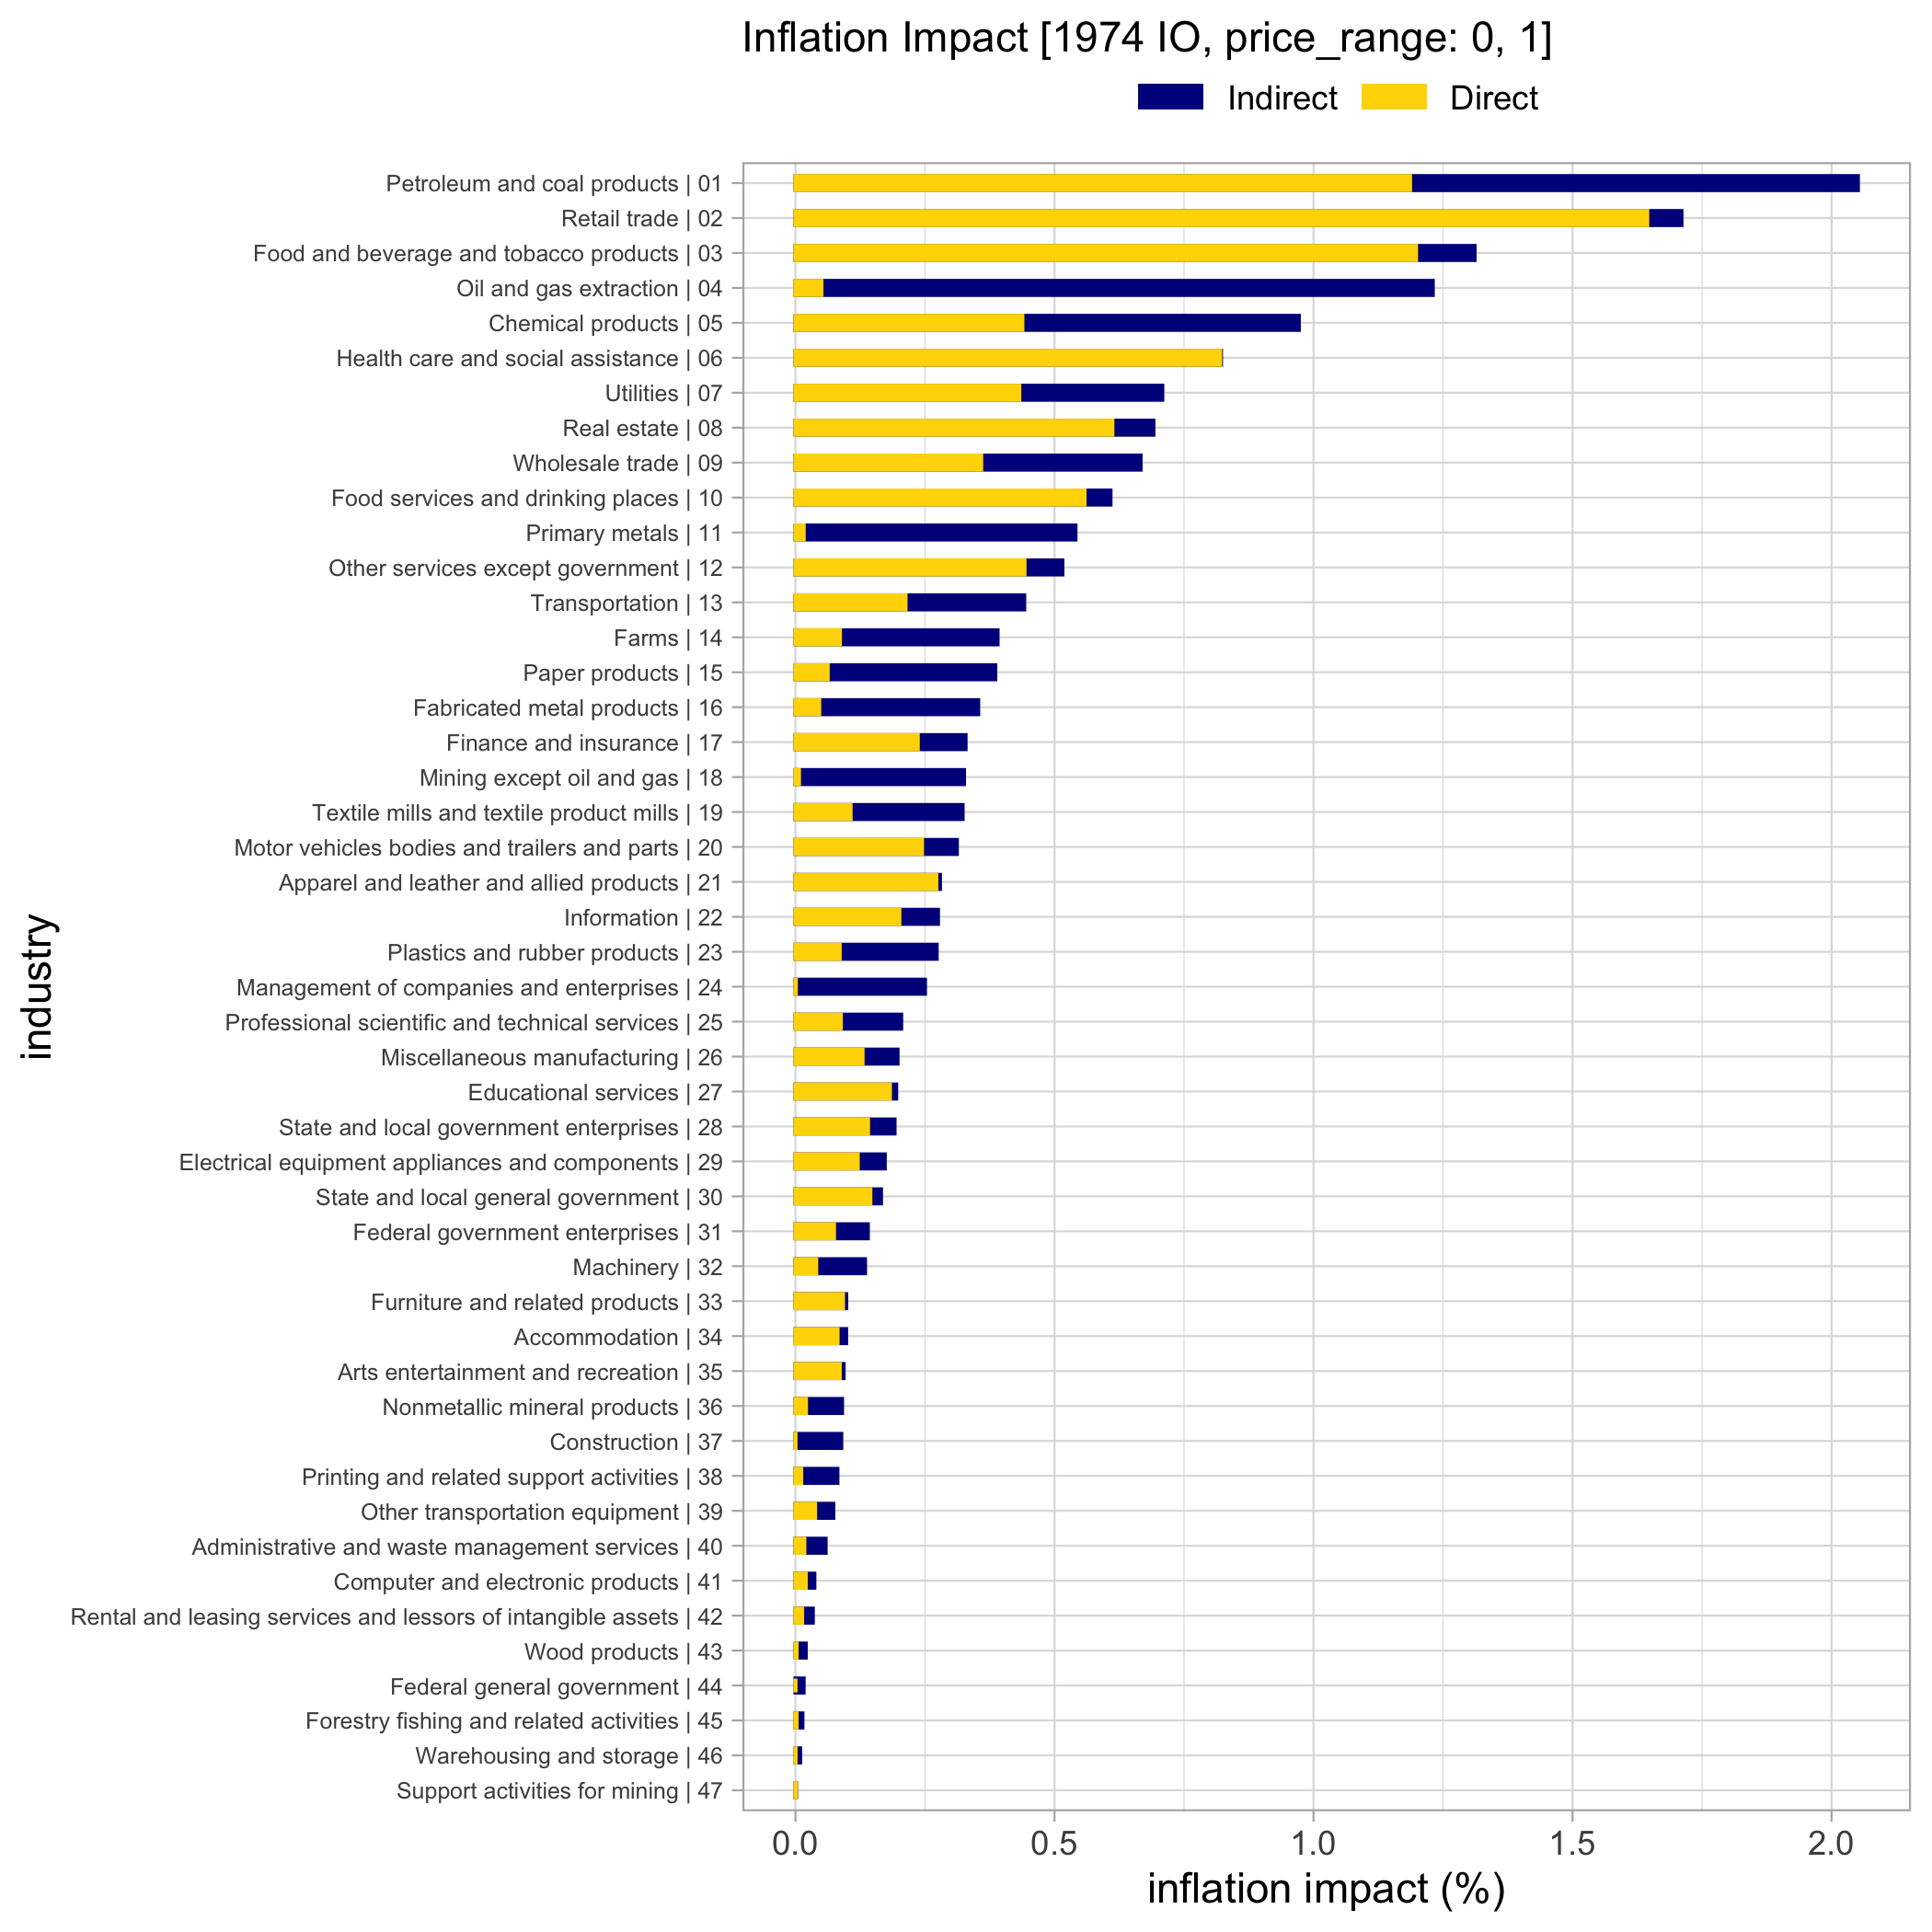 Inflation Impact [1974 IO, price_range: 0, 1]
Indirect Direct
Petroleum and coal products | 01
Retail trade | 02
Food and beverage and tobacco products | 03
Oil and gas extraction | 04
Chemical products | 05
Health care and social assistance | 06
Utilities | 07
Real estate | 08
Wholesale trade | 09
Food services and drinking places | 10
Primary metals | 11
Other services except government | 12
Transportation | 13
Farms | 14
Paper products | 15
Fabricated metal products | 16
Finance and insurance | 17
Mining except oil and gas | 18
Textile mills and textile product mills | 19
Motor vehicles bodies and trailers and parts | 20
Apparel and leather and allied products | 21
Information | 22
Plastics and rubber products | 23
Management of companies and enterprises | 24
Professional scientific and technical services | 25
Miscellaneous manufacturing | 26
Educational services | 27
State and local government enterprises | 28
Electrical equipment appliances and components | 29
State and local general government | 30
Federal government enterprises | 31
Machinery | 32
Furniture and related products | 33
Accommodation | 34
Arts entertainment and recreation | 35
Nonmetallic mineral products | 36
Construction | 37
Printing and related support activities | 38
Other transportation equipment | 39
Administrative and waste management services | 40
Computer and electronic products | 41
Rental and leasing services and lessors of intangible assets | 42
Wood products | 43
Federal general government | 44
Forestry fishing and related activities | 45
Warehousing and storage | 46
Support activities for mining | 47
industry
0.0 0.5 1.0 1.5 2.0
inflation impact (%)